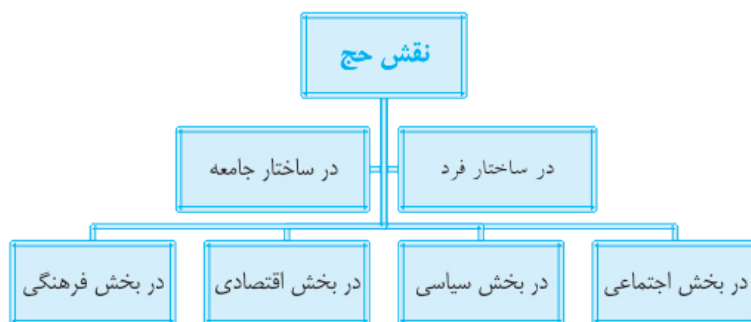 نقش حج
در ساختار فرد
در ساختار جامعه
در بخش اجتماعی
در بخش سیاسی
در بخش اقتصادی
در بخش فرهنگی